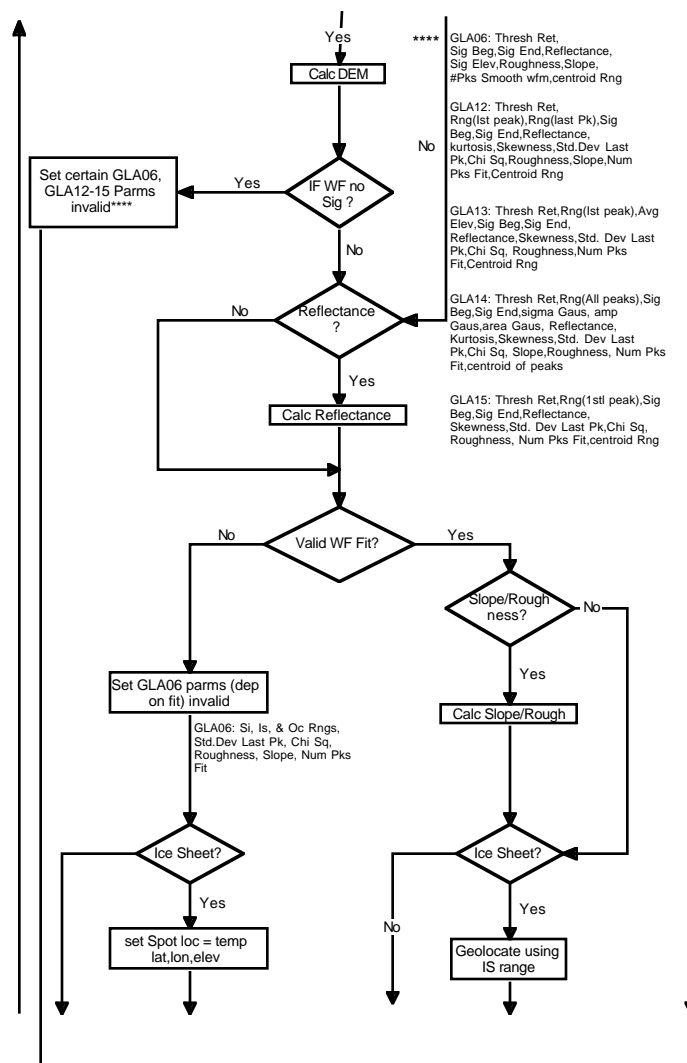 Yes
Calc DEM
****
GLA06: Thresh Ret,
Sig Beg,Sig End,Reflectance,
Sig Elev,Roughness,Slope,
#Pks Smooth wfm,centroid Rng
GLA12: Thresh Ret,
Rng(lst peak),Rng(last Pk),Sig
Beg,Sig End,Reflectance,
kurtosis,Skewness,Std.Dev Last
Pk,Chi Sq,Roughness,Slope,Num
Pks Fit,Centroid Rng
No
GLA13: Thresh Ret,Rng(lst peak),Avg
Elev,Sig Beg,Sig End,
Reflectance,Skewness,Std. Dev Last
Pk,Chi Sq, Roughness,Num Pks
Fit,Centroid Rng
GLA14: Thresh Ret,Rng(All peaks),Sig
Beg,Sig End,sigma Gaus, amp
Gaus,area Gaus, Reflectance,
Kurtosis,Skewness,Std. Dev Last
Pk,Chi Sq, Slope,Roughness, Num Pks
Fit,centroid of peaks
GLA15: Thresh Ret,Rng(1stl peak),Sig
Beg,Sig End,Reflectance,
Skewness,Std. Dev Last Pk,Chi Sq,
Roughness, Num Pks Fit,centroid Rng
IF WF no
Sig ?
Yes
Set certain GLA06,
GLA12-15 Parms
invalid****
No
Reflectance
?
No
Yes
Calc Reflectance
Valid WF Fit?
No
Yes
Slope/Rough
ness?
No
Yes
Set GLA06 parms (dep
on fit) invalid
Calc Slope/Rough
GLA06: Si, Is, & Oc Rngs,
Std.Dev Last Pk, Chi Sq,
Roughness, Slope, Num Pks
Fit
Ice Sheet?
Ice Sheet?
Yes
Yes
No
set Spot loc = temp
lat,lon,elev
Geolocate using
IS range